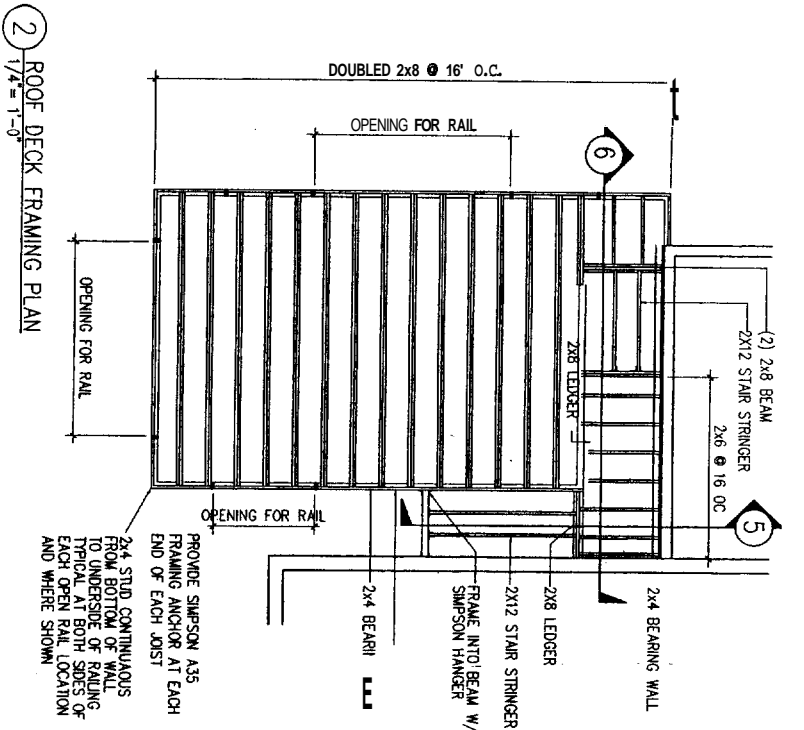 2
ROOF DECK FRAMING PLAN
1/4" = 1'-0"
DOUBLED 2x8 @ 16' O.C.
OPENING FOR RAIL
6
(2) 2x8 BEAM
2X12 STAIR STRINGER
2x6 @ 16 OC
5
2x8 LEDGER
OPENING FOR RAIL
OPENING FOR RAIL
2x4 BEARING WALL
2X8 LEDGER
2X12 STAIR STRINGER
FRAME INTO BEAM W/
SIMPSON HANGER
2x4 BEARI
PROVIDE SIMPSON A35
FRAMING ANCHOR AT EACH
END OF EACH JOIST
2x4 STUD CONTINUAOUS
FROM BOTTOM OF WALL
TO UNDERSIDE OF RAILING
TYPICAL AT BOTH SIDES OF
EACH OPEN RAIL LOCATION
AND WHERE SHOWN